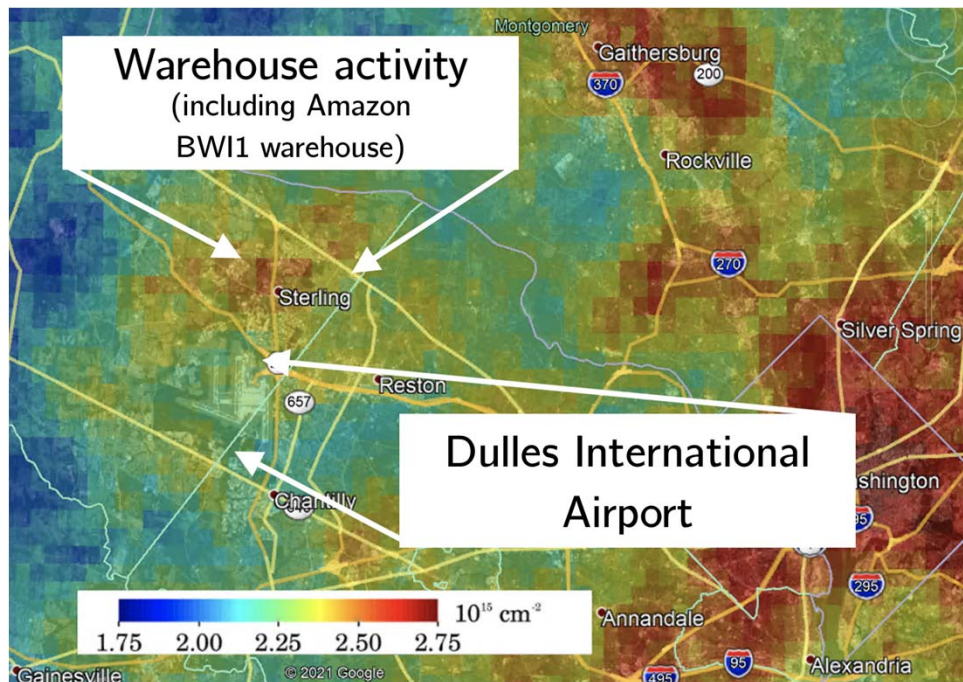 Montgomery
Warehouse activity
(including Amazon
BWI1 warehouse)
Gaithersburg
370
200
Rockville
270
Sterling
Silver Spring
Reston
657
Dulles International
Airport
ashington
Chantilly
95
295
10¹⁵ cm⁻²
1.75 2.00 2.25 2.50 2.75
Annandale
Gainesville
© 2021 Google
495
95
Alexandria